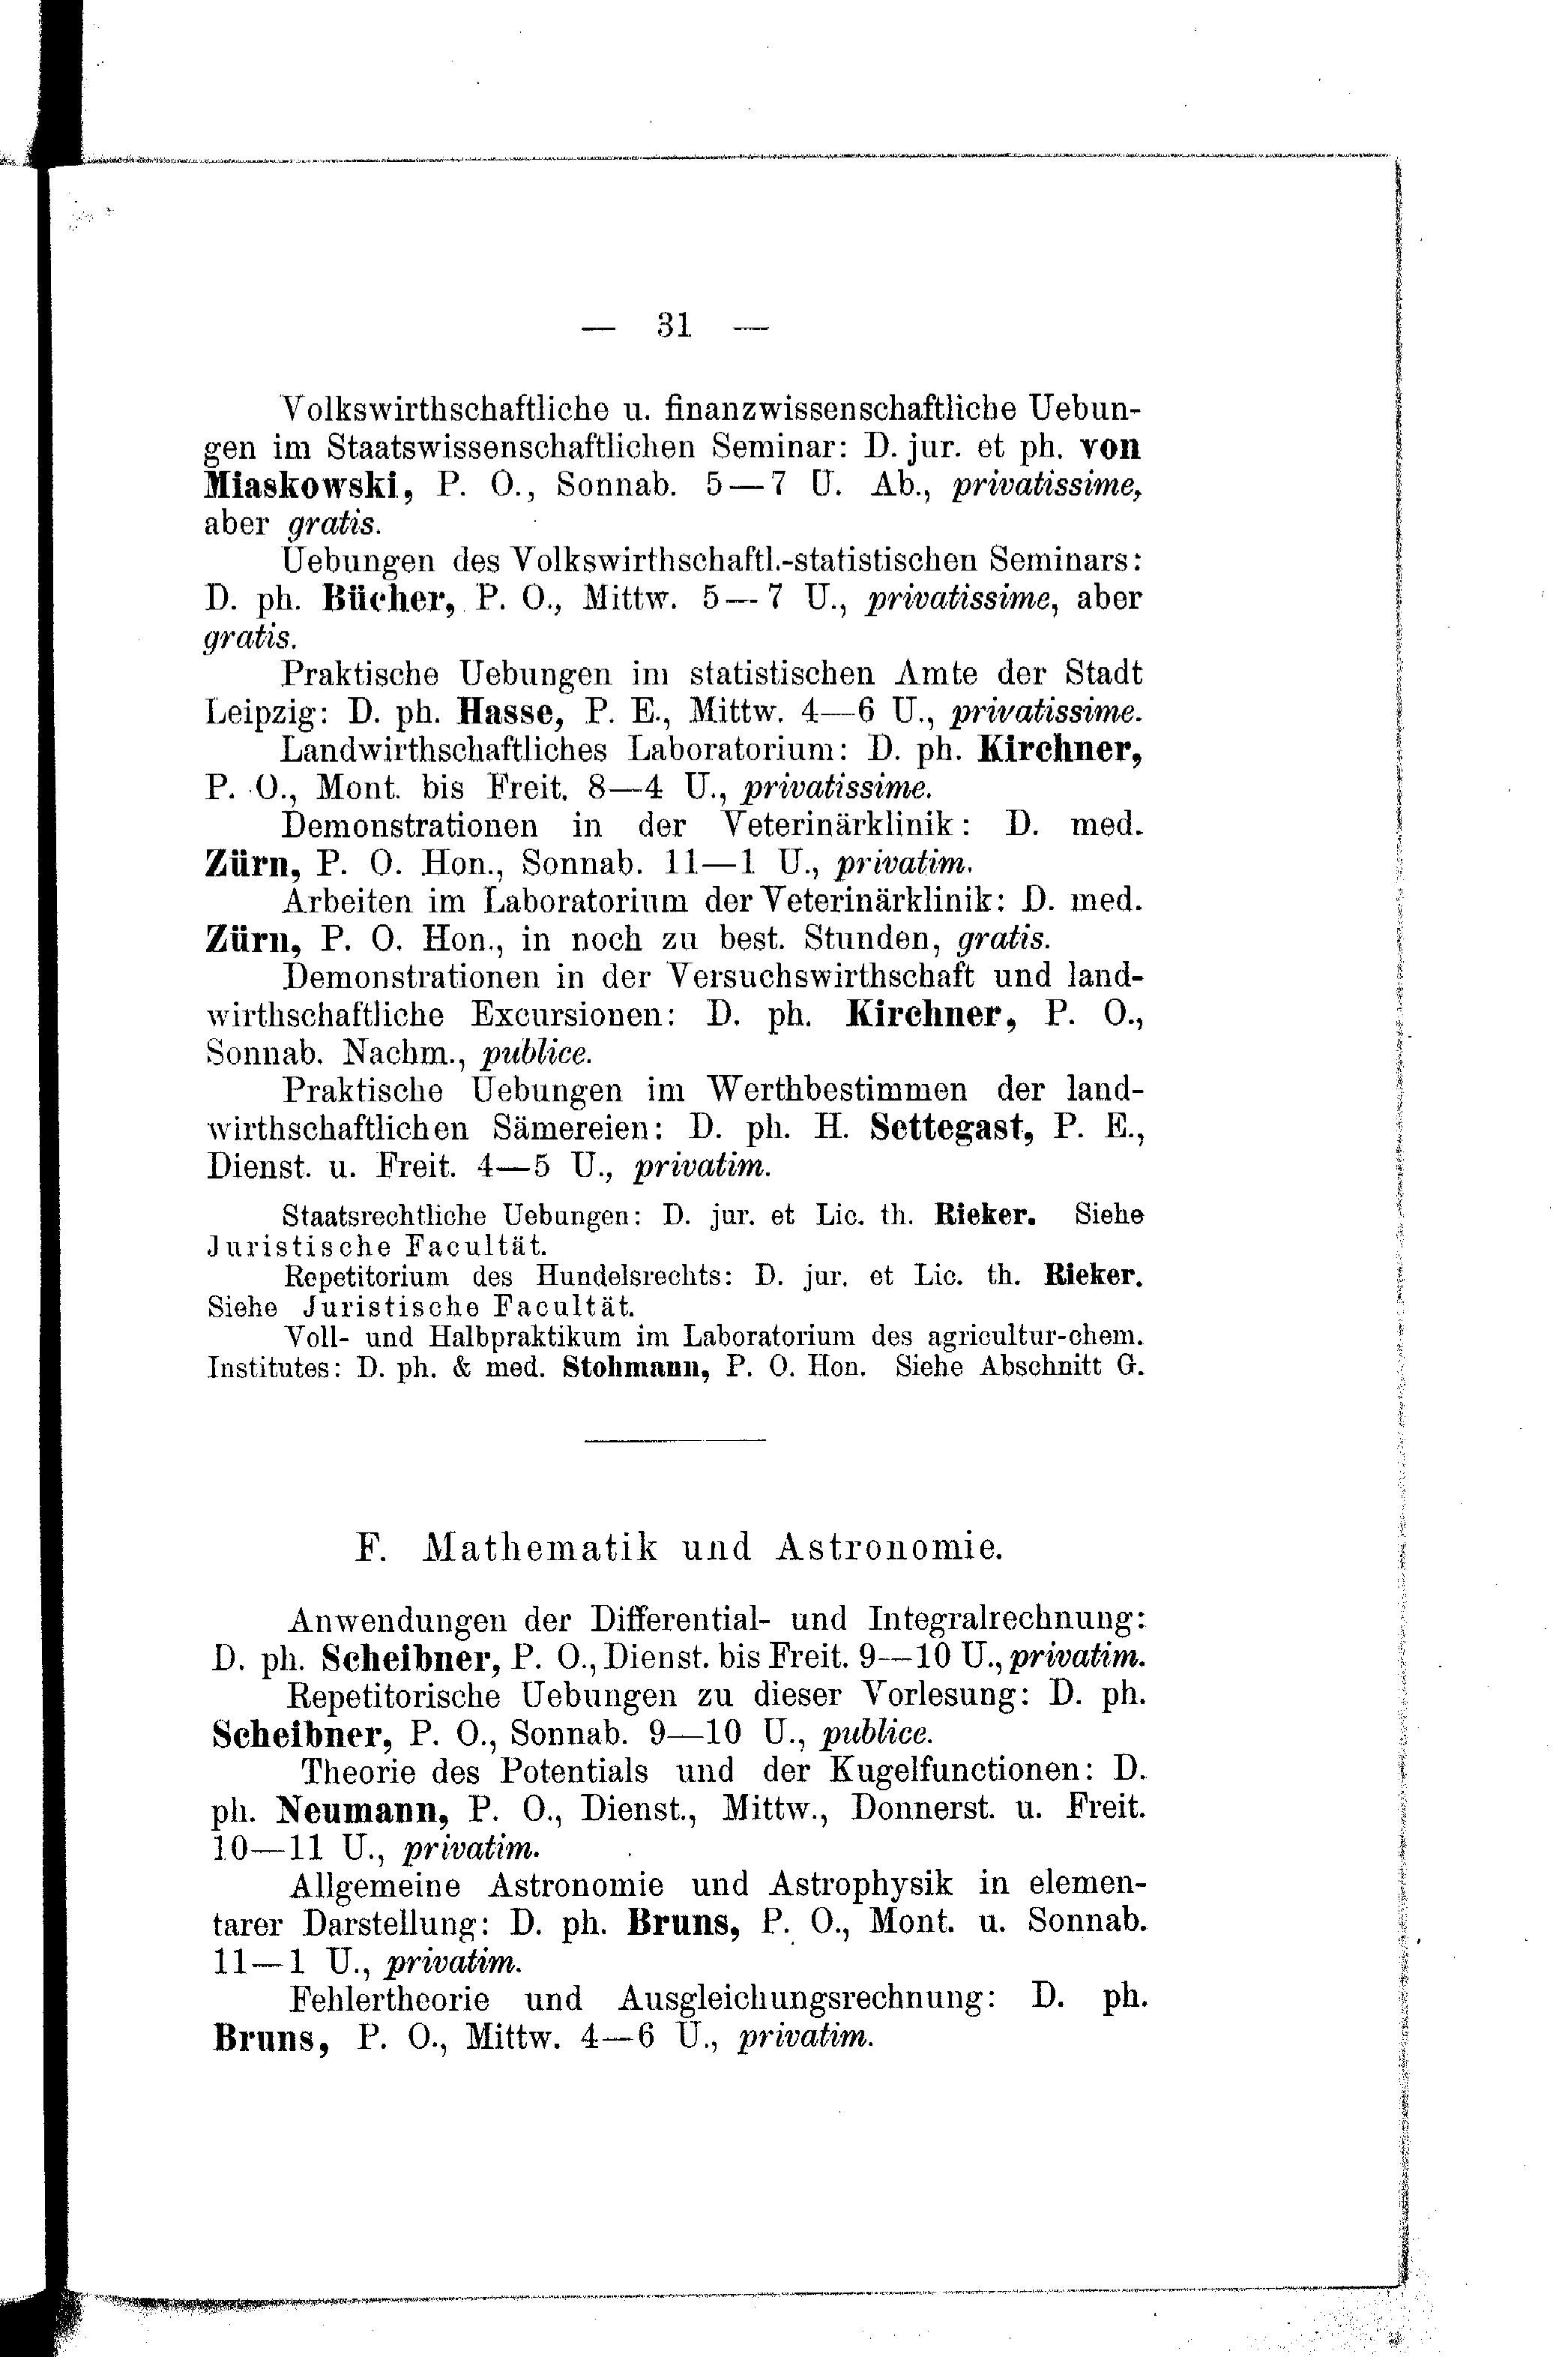 — 31 —
Volkswirthschaftliche u. finanzwissenschaftliche Uebun-
gen im Staatswissenschaftlichen Seminar: D. jur. et ph. von
Miaskowski, P. O., Sonnab. 5—7 U. Ab., privatissime,
aber gratis.
Uebungen des Volkswirthschaftl.-statistischen Seminars:
D. ph. Bücher, P. O., Mittw. 5—7 U., privatissime, aber
gratis.
Praktische Uebungen im statistischen Amte der Stadt
Leipzig: D. ph. Hasse, P. E., Mittw. 4—6 U., privatissime.
Landwirthschaftliches Laboratorium: D. ph. Kirchner,
P. O., Mont. bis Freit. 8—4 U., privatissime.
Demonstrationen in der Veterinärklinik: D. med.
Zürn, P. O. Hon., Sonnab. 11—1 U., privatim.
Arbeiten im Laboratorium der Veterinärklinik: D. med.
Zürn, P. O. Hon., in noch zu best. Stunden, gratis.
Demonstrationen in der Versuchswirthschaft und land-
wirthschaftliche Excursionen: D. ph. Kirchner, P. O.,
Sonnab. Nachm., publice.
Praktische Uebungen im Werthbestimmen der land-
wirthschaftlichen Sämereien: D. ph. H. Settegast, P. E.,
Dienst. u. Freit. 4—5 U., privatim.
Staatsrechtliche Uebungen: D. jur. et Lic. th. Rieker. Siehe
Juristische Facultät.
Repetitorium des Hundelsrechts: D. jur. et Lic. th. Rieker.
Siehe Juristische Facultät.
Voll- und Halbpraktikum im Laboratorium des agricultur-chem.
Institutes: D. ph. & med. Stohmann, P. O. Hon. Siehe Abschnitt G.
F. Mathematik und Astronomie.
Anwendungen der Differential- und Integralrechnung:
D. ph. Scheibner, P. O., Dienst. bis Freit. 9—10 U., privatim.
Repetitorische Uebungen zu dieser Vorlesung: D. ph.
Scheibner, P. O., Sonnab. 9—10 U., publice.
Theorie des Potentials und der Kugelfunctionen: D.
ph. Neumann, P. O., Dienst., Mittw., Donnerst. u. Freit.
10—11 U., privatim.
Allgemeine Astronomie und Astrophysik in elemen-
tarer Darstellung: D. ph. Bruns, P. O., Mont. u. Sonnab.
11—1 U., privatim.
Fehlertheorie und Ausgleichungsrechnung: D. ph.
Bruns, P. O., Mittw. 4—6 U., privatim.